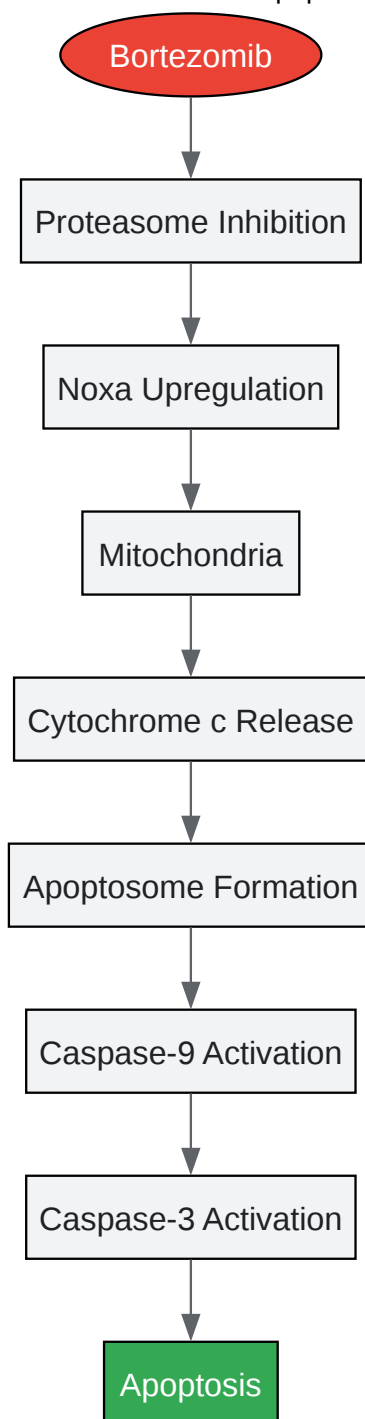 Bortezomib
Proteasome Inhibition
Noxa Upregulation
Mitochondria
Cytochrome c Release
Apoptosome Formation
Caspase-9 Activation
Caspase-3 Activation
Apoptosis